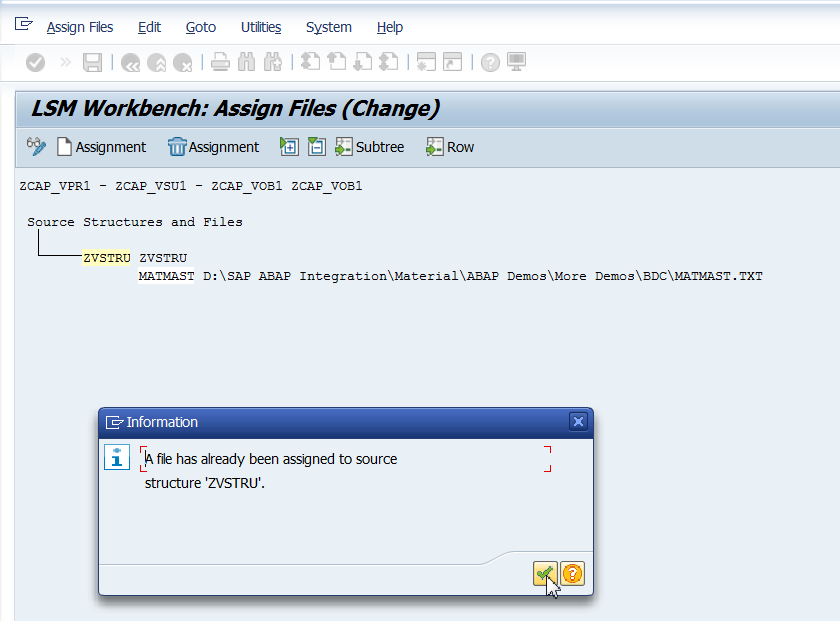 Assign Files Edit Goto Utilities System Help
LSM Workbench: Assign Files (Change)
Assignment Assignment Subtree Row
ZCAP_VPR1 - ZCAP_VSU1 - ZCAP_VOB1 ZCAP_VOB1
Source Structures and Files
ZVSTRU ZVSTRU
MATMAST D:\SAP ABAP Integration\Material\ABAP Demos\More Demos\BDC\MATMAST.TXT
Information
A file has already been assigned to source
structure 'ZVSTRU'.